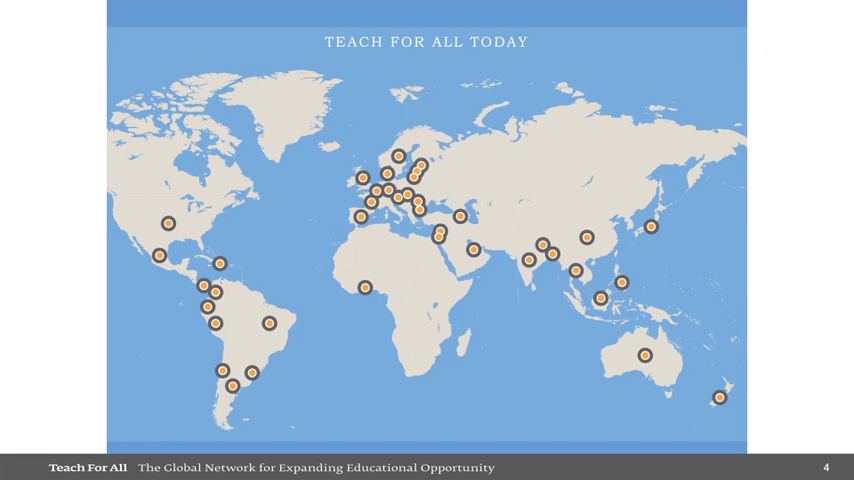 TEACH FOR ALL TODAY
Teach For All The Global Network for Expanding Educational Opportunity 4